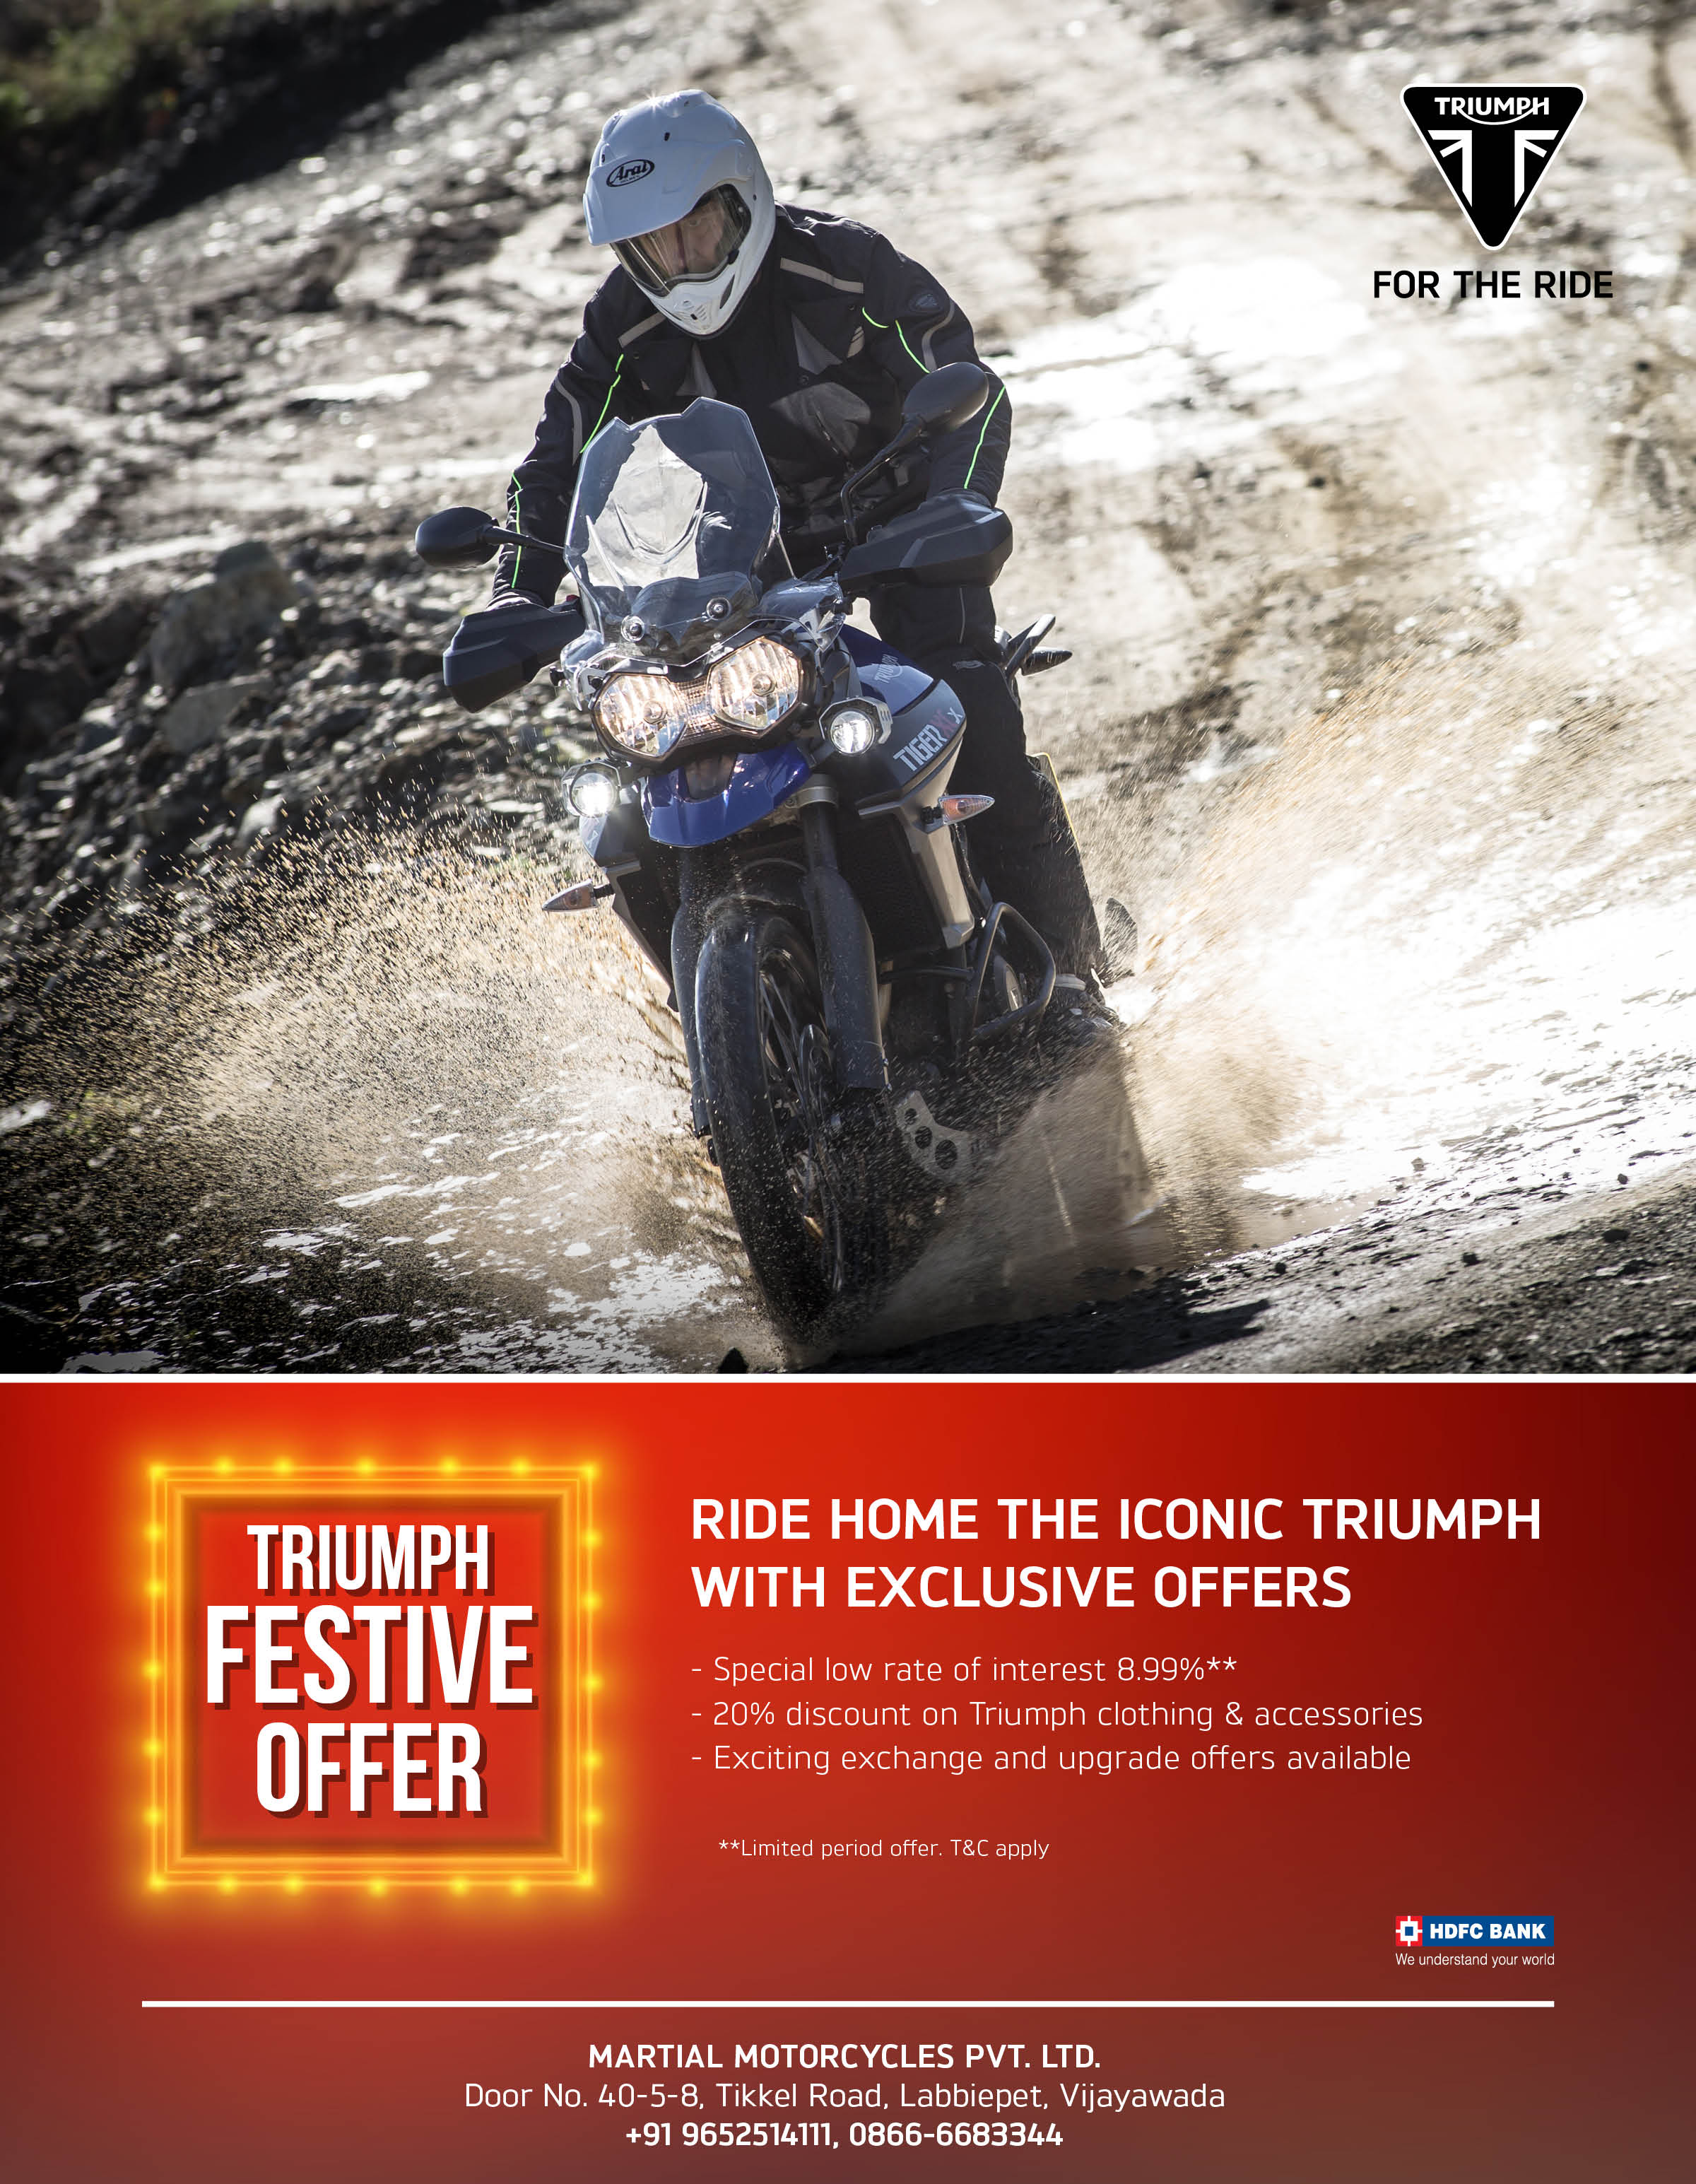 TRIUMPH
FOR THE RIDE
Arai
TRIUMPH
TIGER
TRIUMPH
FESTIVE
OFFER
RIDE HOME THE ICONIC TRIUMPH
WITH EXCLUSIVE OFFERS
- Special low rate of interest 8.99%**
- 20% discount on Triumph clothing & accessories
- Exciting exchange and upgrade offers available
**Limited period offer. T&C apply
HDFC BANK
We understand your world
MARTIAL MOTORCYCLES PVT. LTD.
Door No. 40-5-8, Tikkel Road, Labbiepet, Vijayawada
+91 9652514111, 0866-6683344